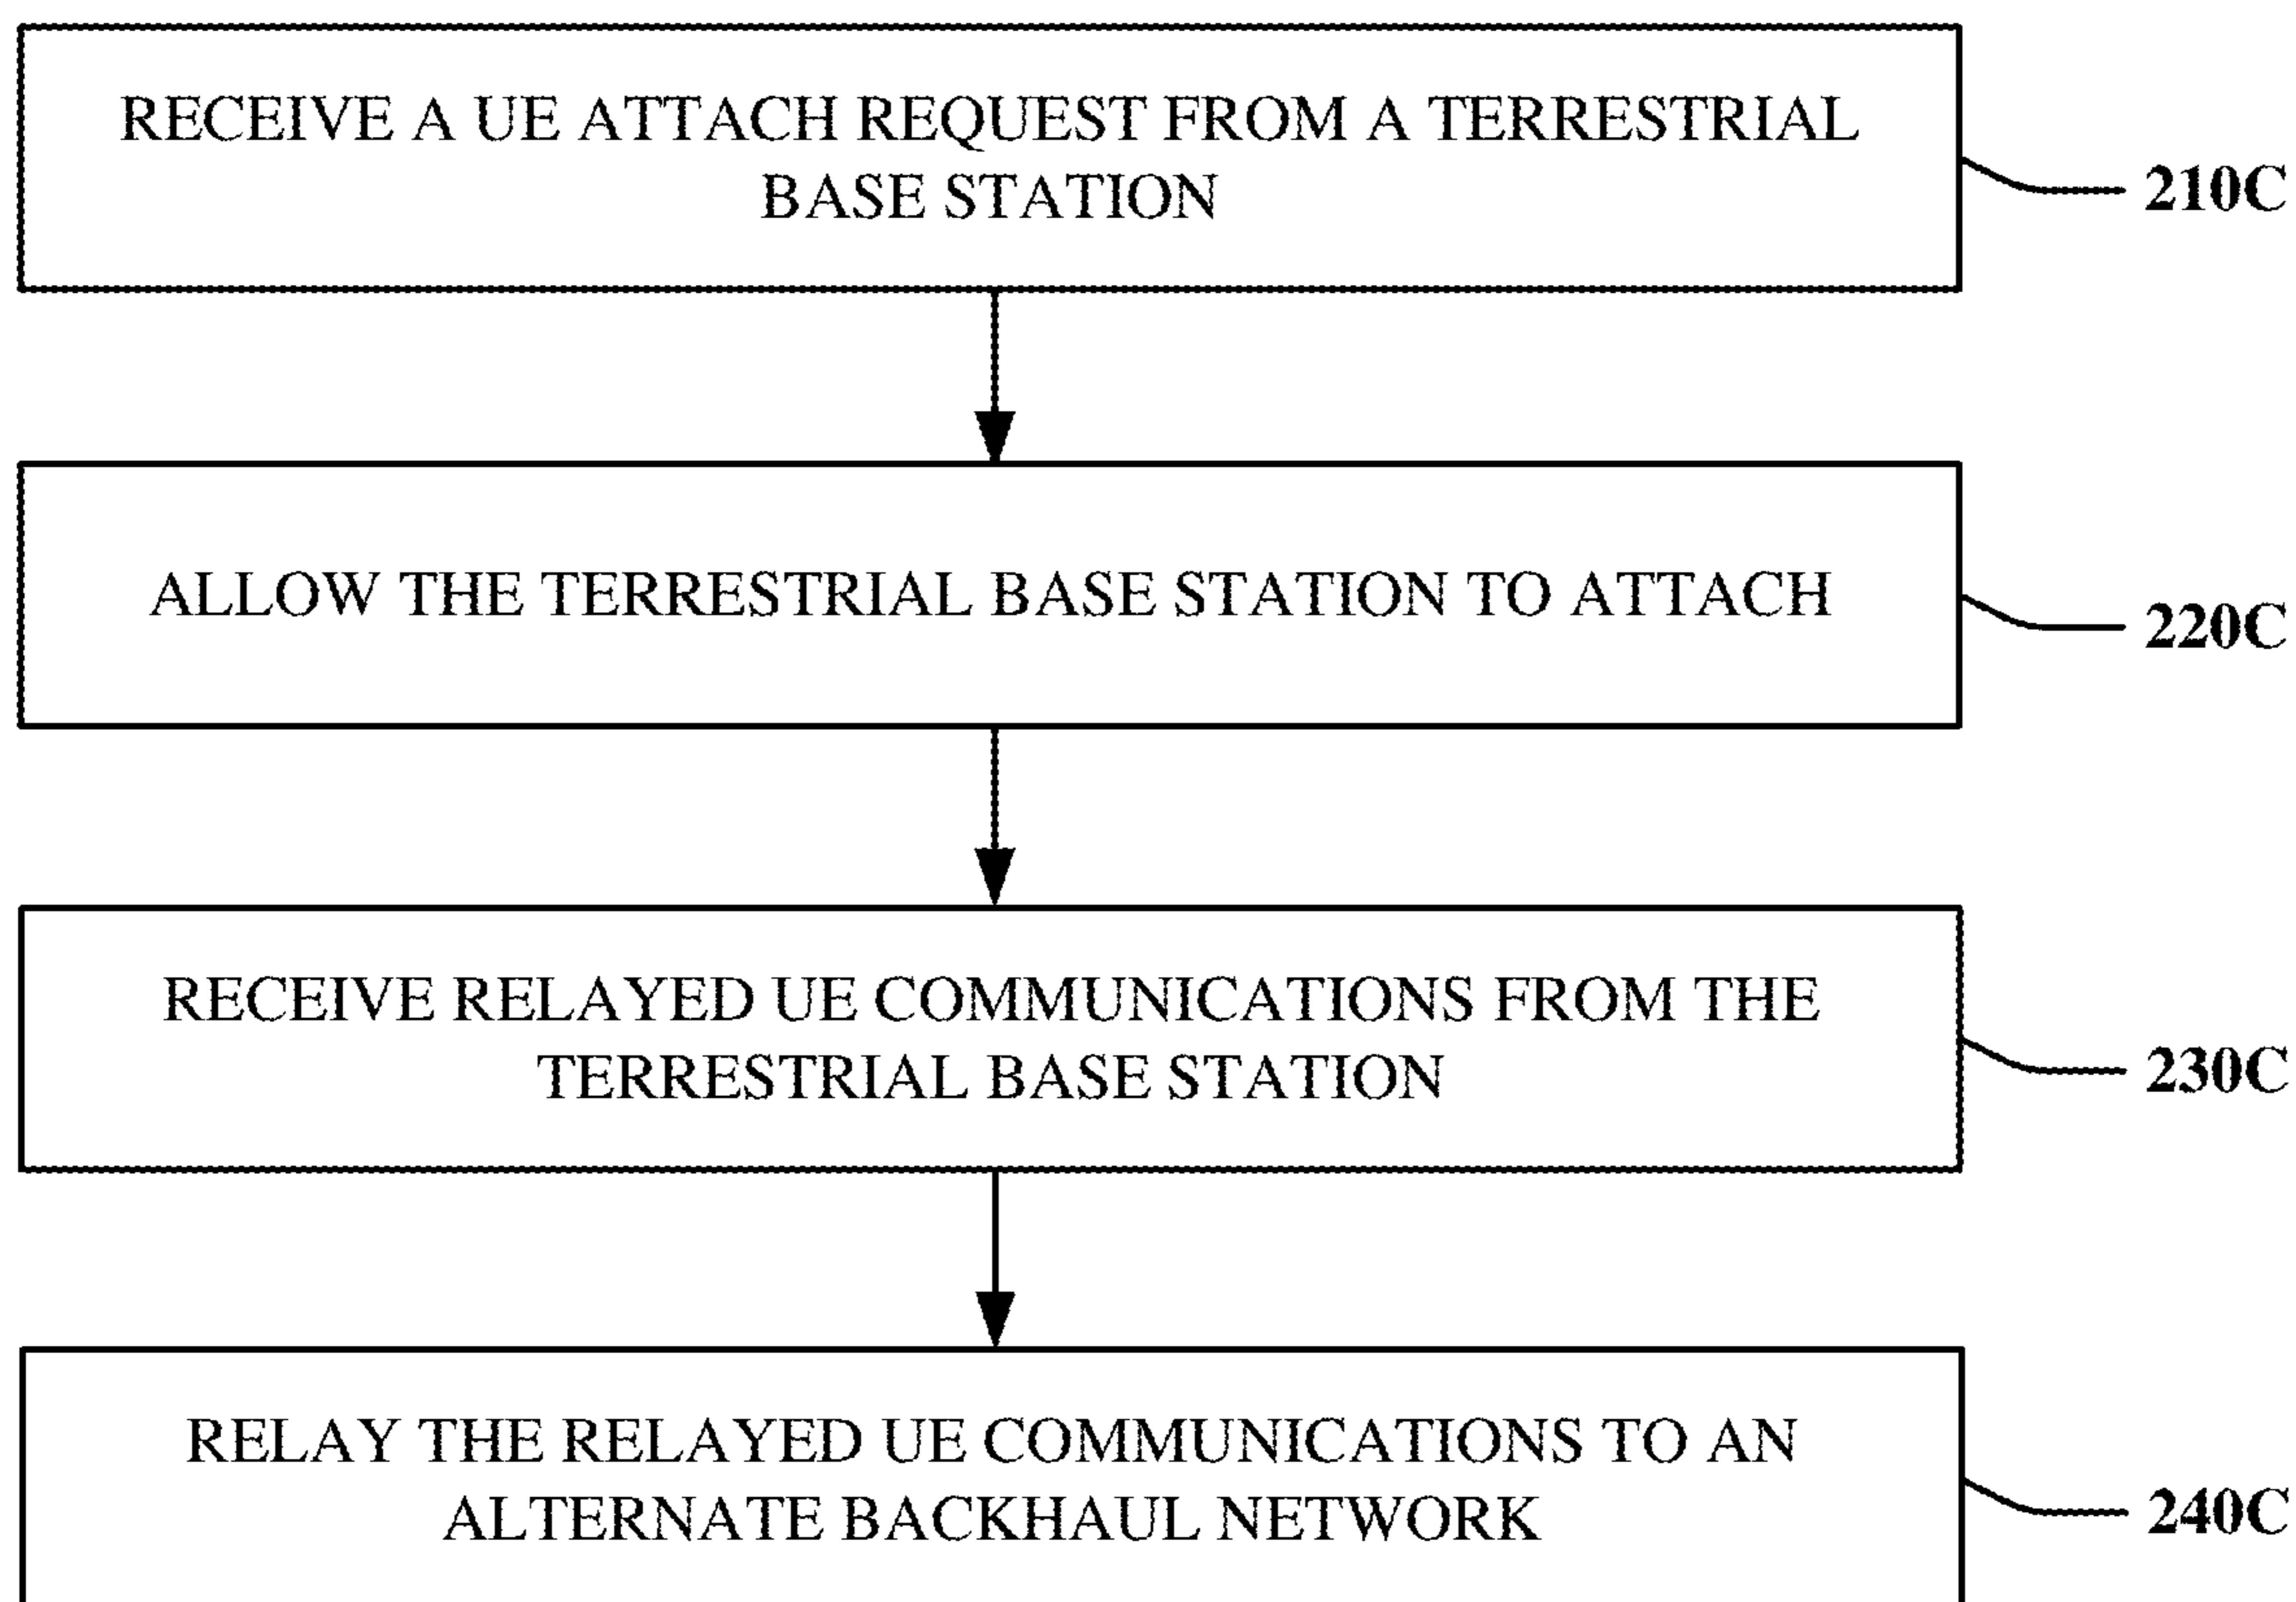 RECEIVE A UE ATTACH REQUEST FROM A TERRESTRIAL
BASE STATION
210C
ALLOW THE TERRESTRIAL BASE STATION TO ATTACH
220C
RECEIVE RELAYED UE COMMUNICATIONS FROM THE
TERRESTRIAL BASE STATION
230C
RELAY THE RELAYED UE COMMUNICATIONS TO AN
ALTERNATE BACKHAUL NETWORK
240C